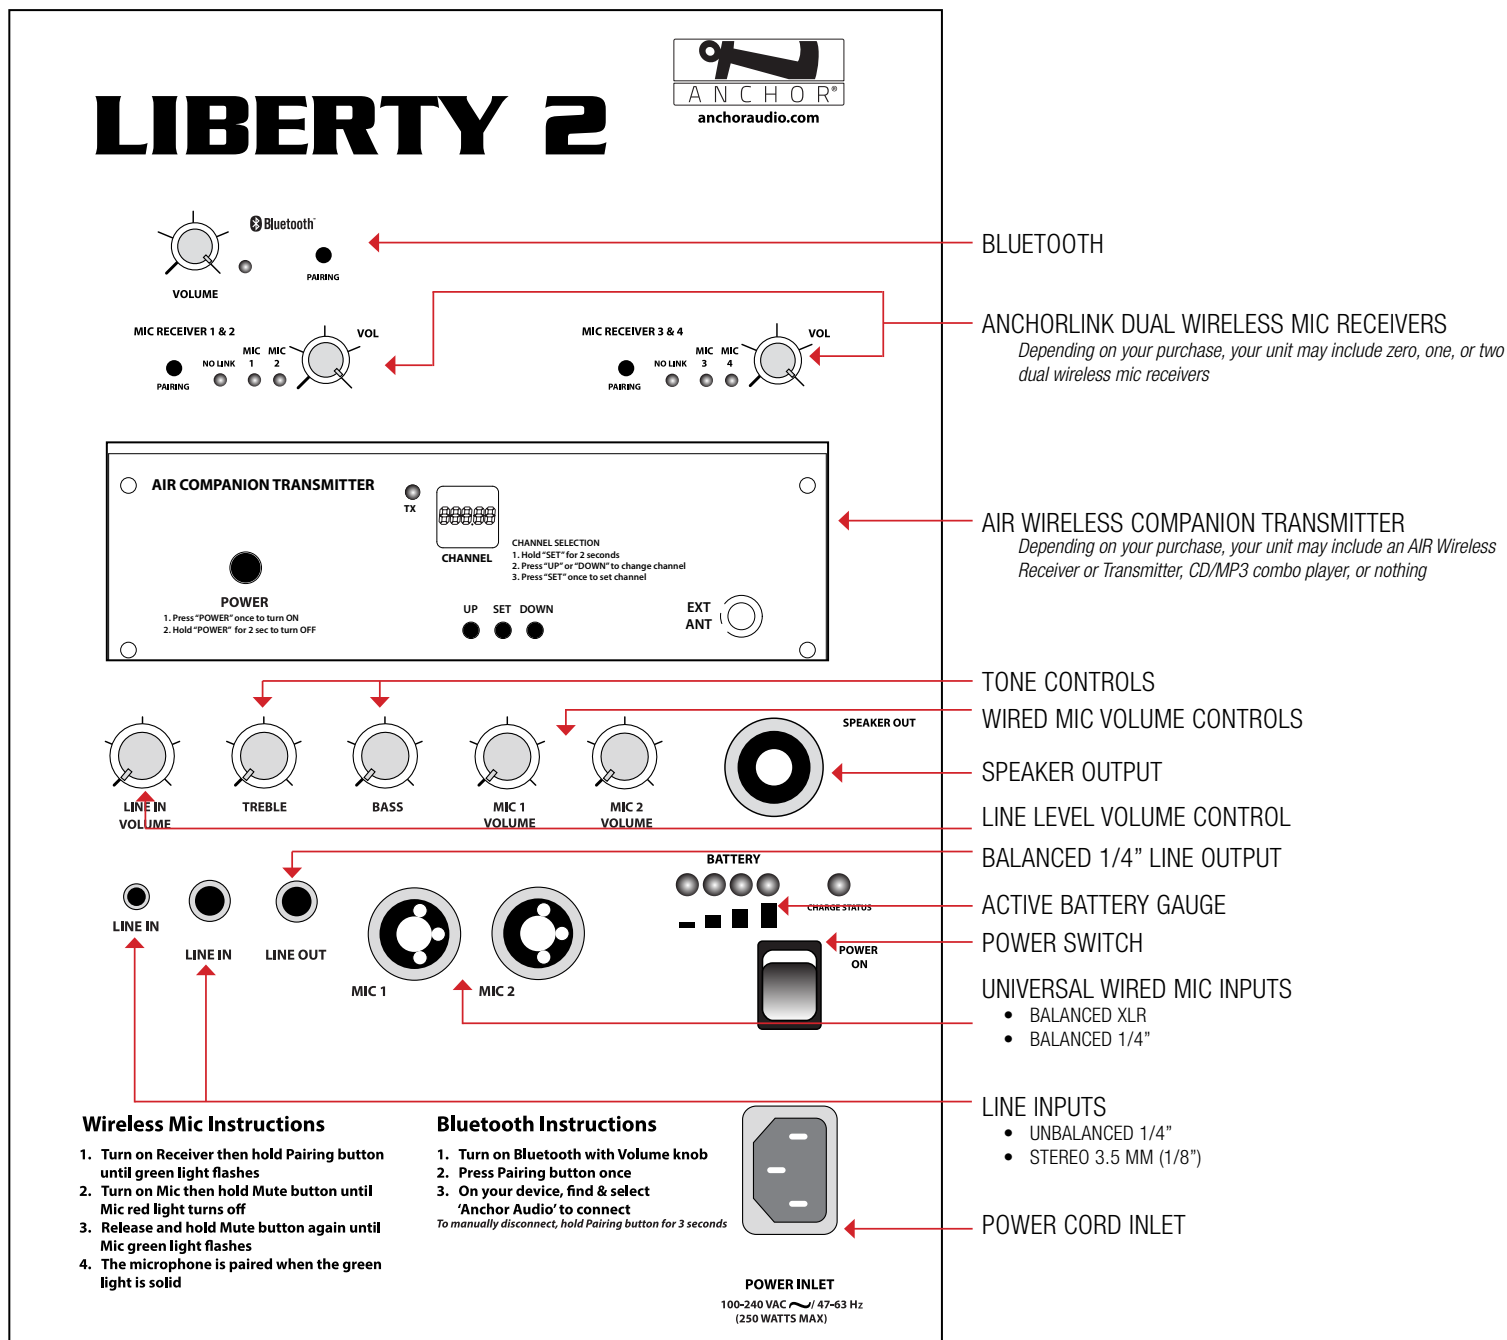 LIBERTY 2
ANCHOR®
anchoraudio.com
Bluetooth™
VOLUME
PAIRING
MIC RECEIVER 1 & 2
VOL
NO LINK
MIC 1
MIC 2
PAIRING
MIC RECEIVER 3 & 4
VOL
NO LINK
MIC 3
MIC 4
PAIRING
AIR COMPANION TRANSMITTER
TX
CHANNEL
CHANNEL SELECTION
1. Hold "SET" for 2 seconds
2. Press "UP" or "DOWN" to change channel
3. Press "SET" once to set channel
POWER
1. Press "POWER" once to turn ON
2. Hold "POWER" for 2 sec to turn OFF
UP SET DOWN
EXT
ANT
LINE IN
VOLUME
TREBLE
BASS
MIC 1
VOLUME
MIC 2
VOLUME
SPEAKER OUT
LINE IN
LINE IN
LINE OUT
MIC 1
MIC 2
BATTERY
CHARGE STATUS
POWER
ON
Wireless Mic Instructions
1. Turn on Receiver then hold Pairing button
until green light flashes
2. Turn on Mic then hold Mute button until
Mic red light turns off
3. Release and hold Mute button again until
Mic green light flashes
4. The microphone is paired when the green
light is solid
Bluetooth Instructions
1. Turn on Bluetooth with Volume knob
2. Press Pairing button once
3. On your device, find & select
'Anchor Audio' to connect
To manually disconnect, hold Pairing button for 3 seconds
POWER INLET
100-240 VAC ~/ 47-63 Hz
(250 WATTS MAX)
BLUETOOTH
ANCHORLINK DUAL WIRELESS MIC RECEIVERS
Depending on your purchase, your unit may include zero, one, or two
dual wireless mic receivers
AIR WIRELESS COMPANION TRANSMITTER
Depending on your purchase, your unit may include an AIR Wireless
Receiver or Transmitter, CD/MP3 combo player, or nothing
TONE CONTROLS
WIRED MIC VOLUME CONTROLS
SPEAKER OUTPUT
LINE LEVEL VOLUME CONTROL
BALANCED 1/4" LINE OUTPUT
ACTIVE BATTERY GAUGE
POWER SWITCH
UNIVERSAL WIRED MIC INPUTS
• BALANCED XLR
• BALANCED 1/4"
LINE INPUTS
• UNBALANCED 1/4"
• STEREO 3.5 MM (1/8")
POWER CORD INLET